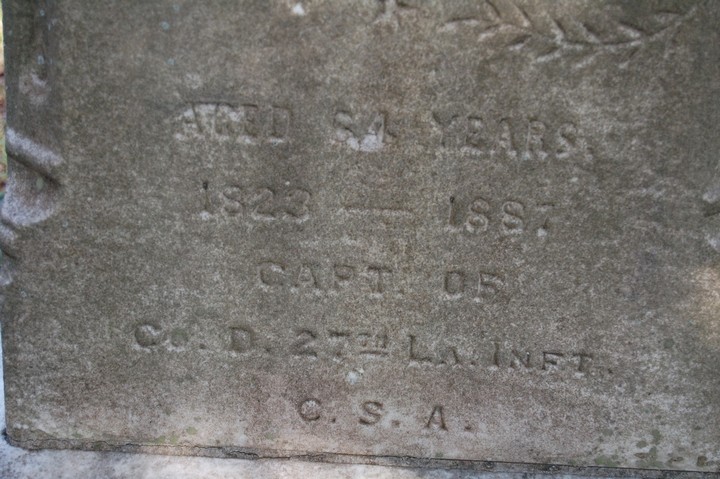 AGED 64 YEARS.
1823 — 1887
CAPT. OF
CO. D. 27TH LA. INFT.
C. S. A.